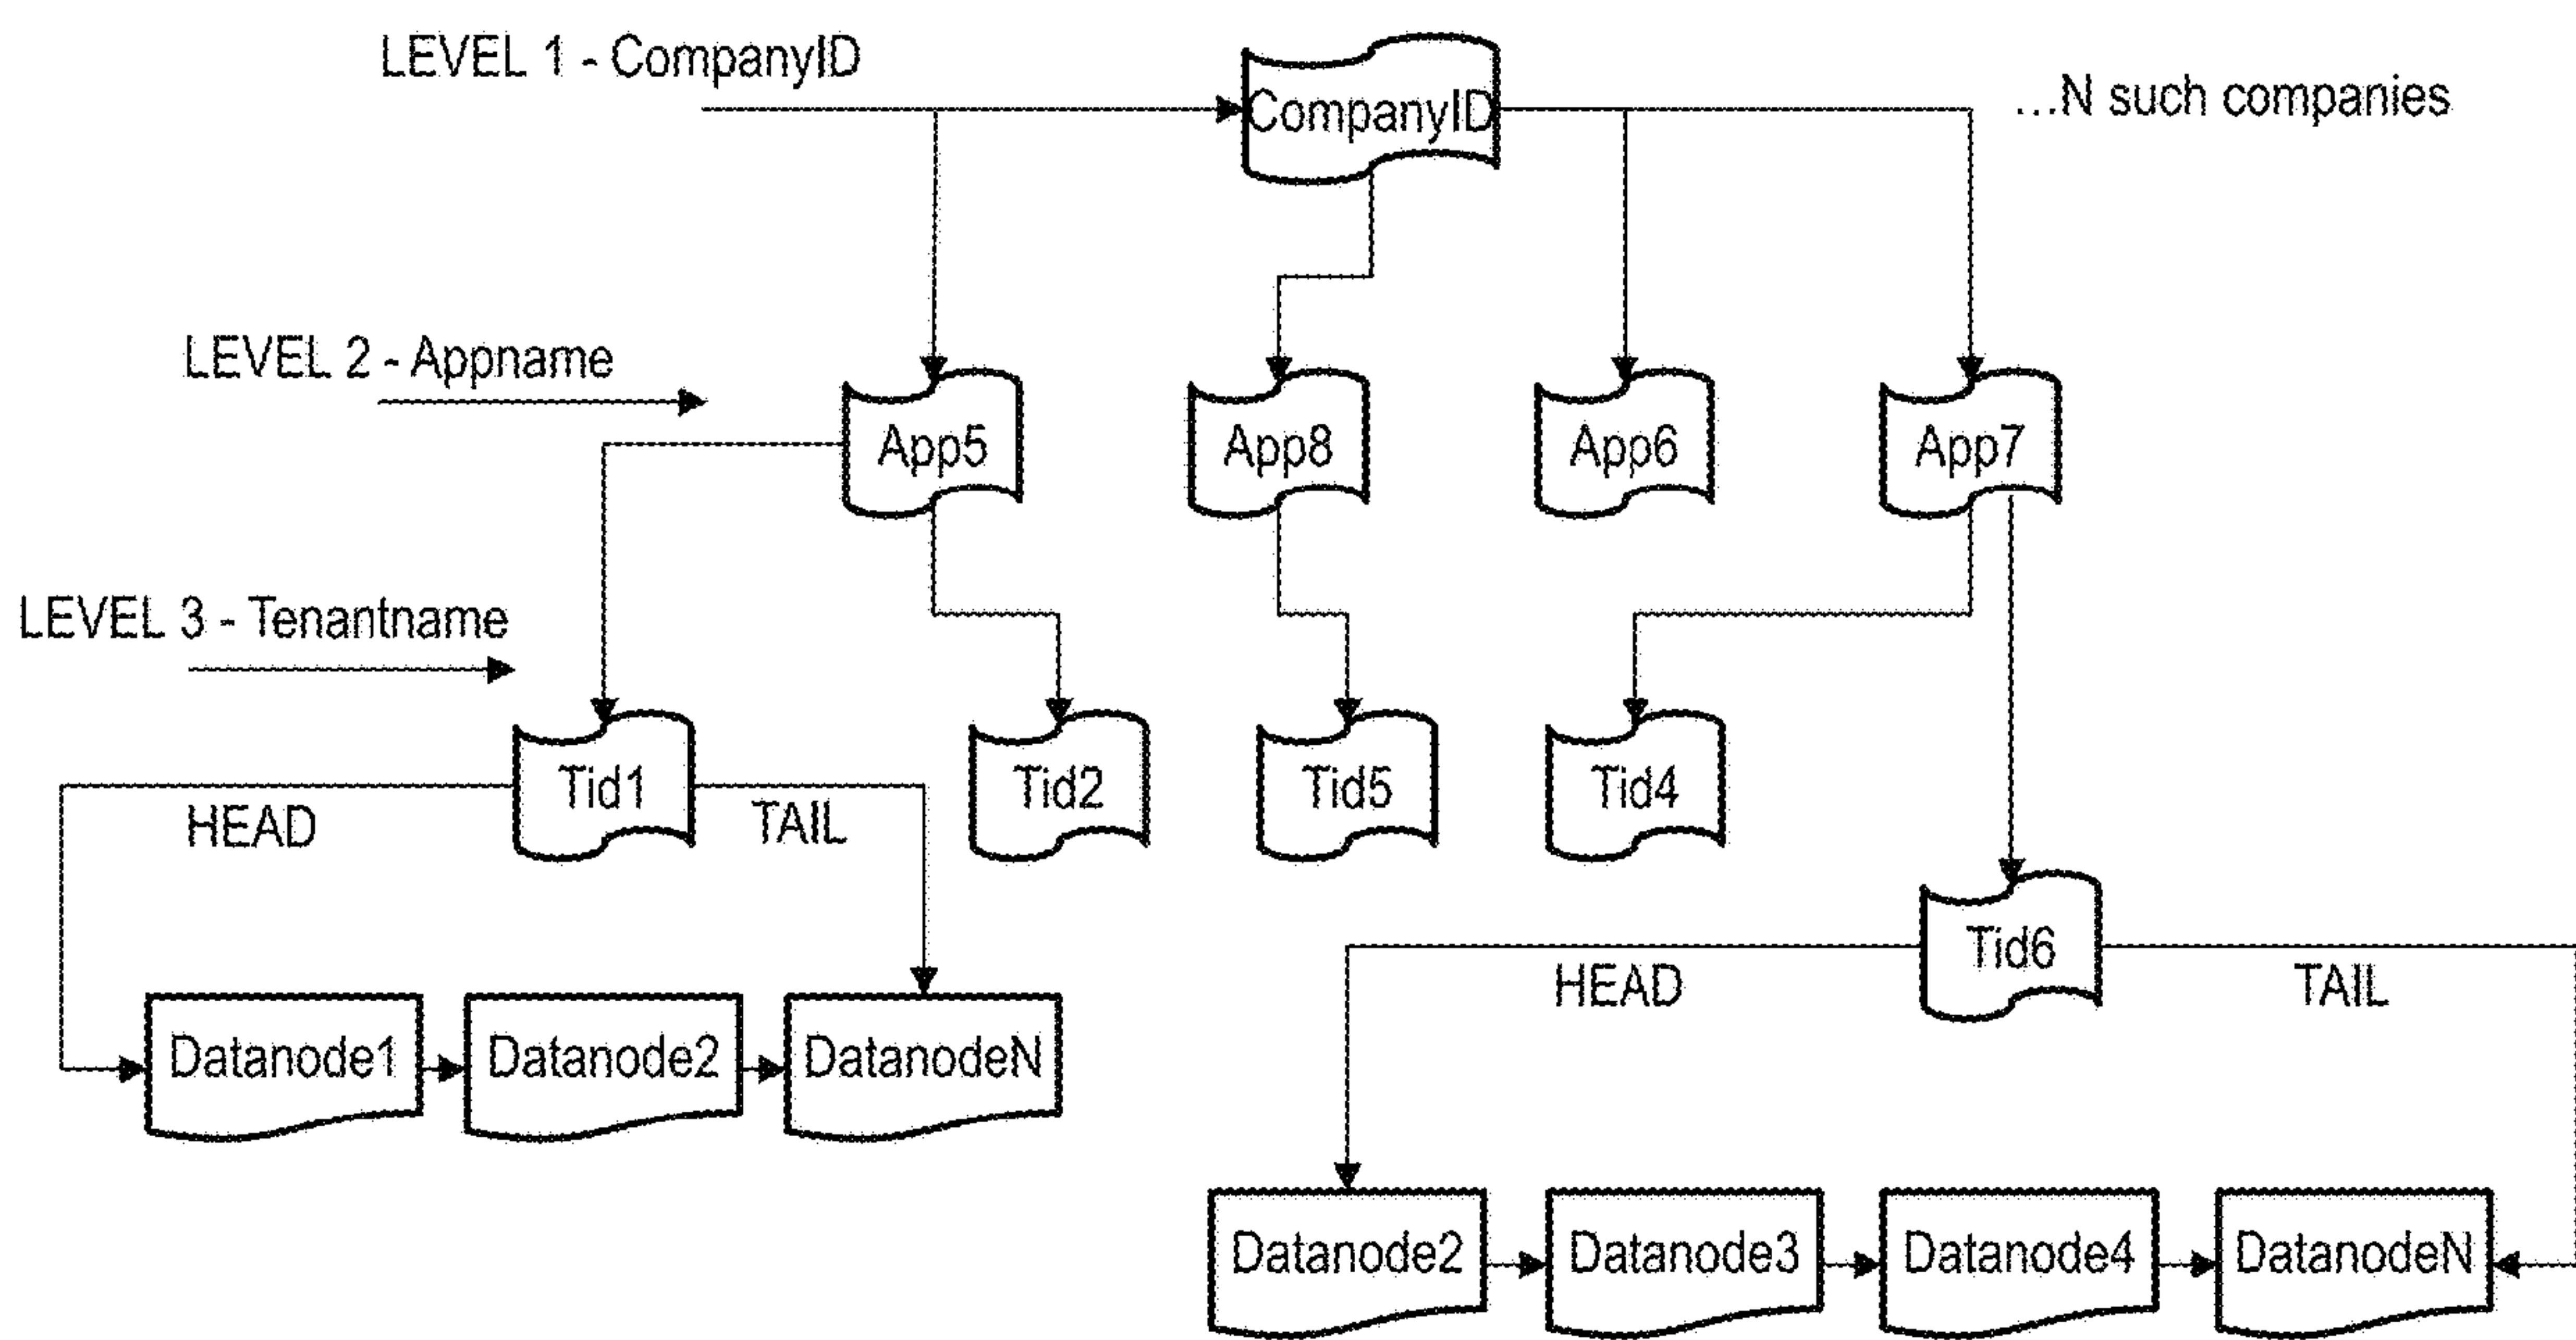 LEVEL 1 - CompanyID
CompanyID
...N such companies
LEVEL 2 - Appname
App5
App8
App6
App7
LEVEL 3 - Tenantname
Tid1
Tid2
Tid5
Tid4
HEAD
TAIL
Tid6
HEAD
TAIL
Datanode1
Datanode2
DatanodeN
Datanode2
Datanode3
Datanode4
DatanodeN